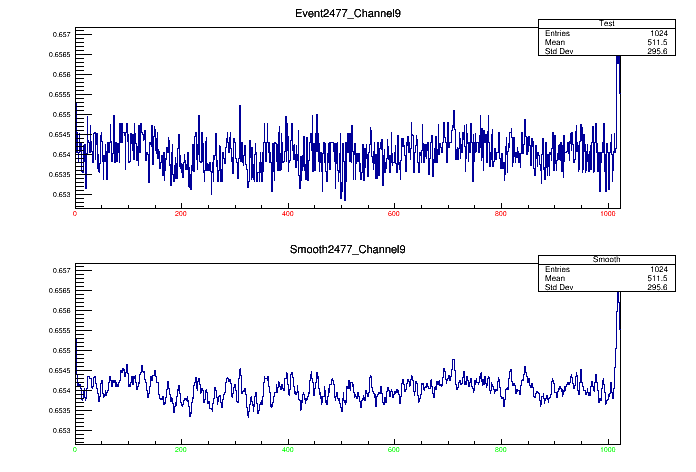 Event2477_Channel9
Test
Entries 1024
Mean 511.5
Std Dev 295.6
0.657
0.6565
0.656
0.6555
0.655
0.6545
0.654
0.6535
0.653
0 200 400 600 800 1000
Smooth2477_Channel9
Smooth
Entries 1024
Mean 511.5
Std Dev 295.6
0.657
0.6565
0.656
0.6555
0.655
0.6545
0.654
0.6535
0.653
0 200 400 600 800 1000